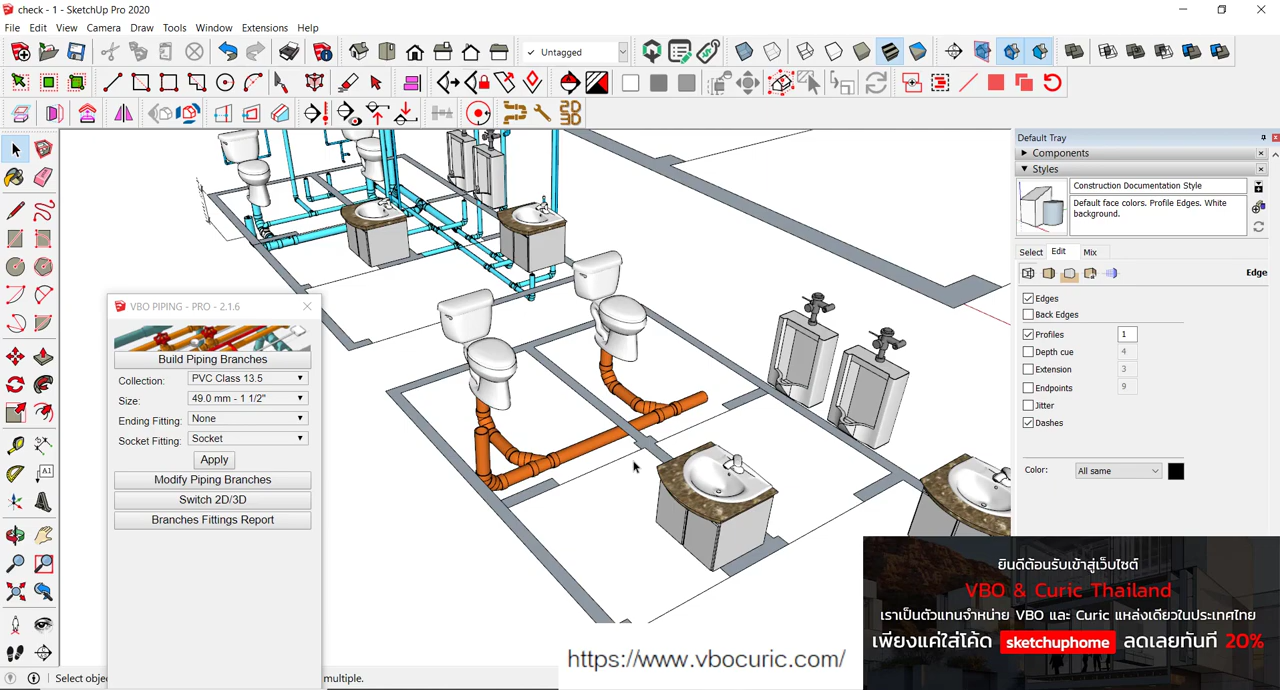 check - 1 - SketchUp Pro 2020
File Edit View Camera Draw Tools Window Extensions Help
✓ Untagged
Default Tray
Components
Styles
Construction Documentation Style
Default face colors. Profile Edges. White
background.
Select Edit Mix
Edge
Edges
Back Edges
Profiles 1
Depth cue 4
Extension 3
Endpoints 9
Jitter
Dashes
Color: All same
VBO PIPING - PRO - 2.1.6
Build Piping Branches
Collection: PVC Class 13.5
Size: 49.0 mm - 1 1/2"
Ending Fitting: None
Socket Fitting: Socket
Apply
Modify Piping Branches
Switch 2D/3D
Branches Fittings Report
A1
2D
3D
ยินดีต้อนรับเข้าสู่เว็บไซต์
VBO & Curic Thailand
เราเป็นตัวแทนจำหน่าย VBO และ Curic แห่งเดียวในประเทศไทย
เพียงแค่ใส่โค้ด sketchuphome ลดเลยทันที 20%
https://www.vbocuric.com/
Select obje
multiple.